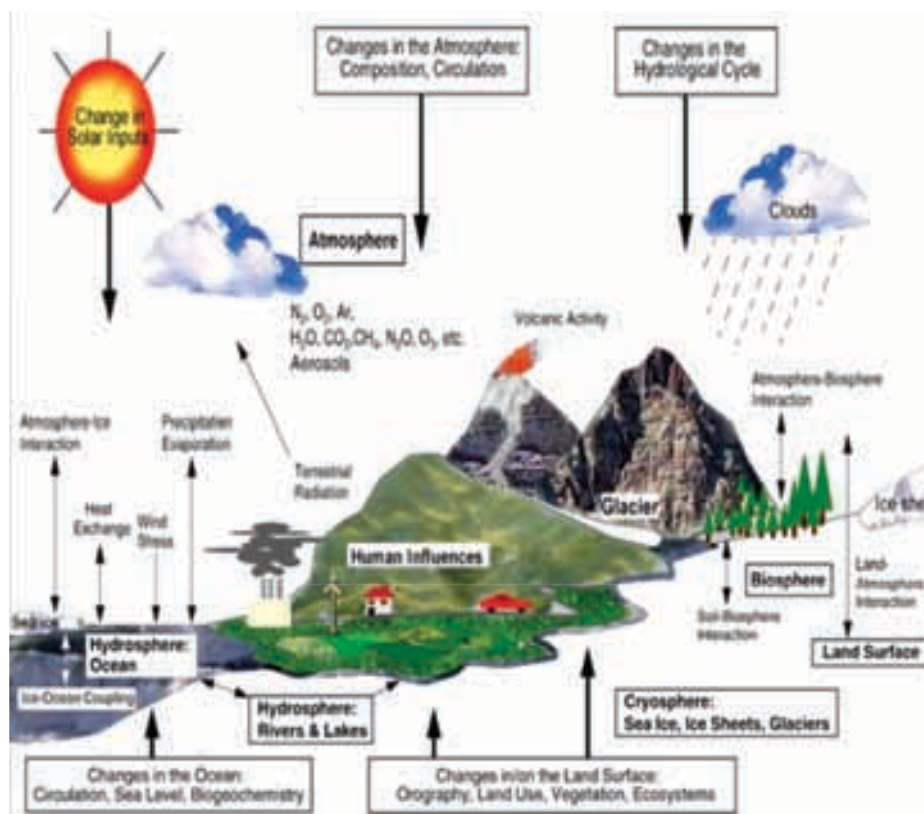 Changes in the Atmosphere:
Composition, Circulation
Changes in the
Hydrological Cycle
Change in
Solar Inputs
Clouds
Atmosphere
N₂, O₂, Ar,
H₂O, CO₂, CH₄, N₂O, O₃, etc.
Aerosols
Volcanic Activity
Atmosphere-Biosphere
Interaction
Atmosphere-Ice
Interaction
Precipitation
Evaporation
Terrestrial
Radiation
Heat
Exchange
Wind
Stress
Glacier
Ice she
Human Influences
Biosphere
Land-
Atmosphere
Interaction
Soil-Biosphere
Interaction
Sea Ice
Hydrosphere:
Ocean
Land Surface
Ice-Ocean Coupling
Hydrosphere:
Rivers & Lakes
Cryosphere:
Sea Ice, Ice Sheets, Glaciers
Changes in the Ocean:
Circulation, Sea Level, Biogeochemistry
Changes in/on the Land Surface:
Orography, Land Use, Vegetation, Ecosystems